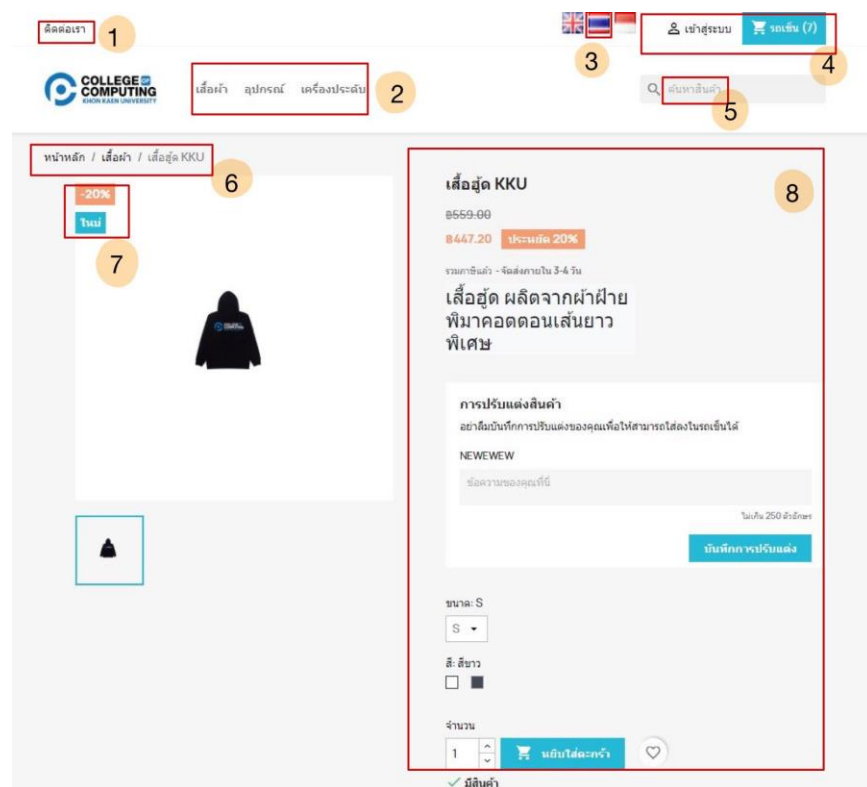 ติดต่อเรา
1
3
เข้าสู่ระบบ
รถเข็น (7)
4
COLLEGE OF
COMPUTING
KHON KAEN UNIVERSITY
เสื้อผ้า อุปกรณ์ เครื่องประดับ
2
ค้นหาสินค้า
5
หน้าหลัก / เสื้อผ้า / เสื้อฮู้ด KKU
6
-20%
ใหม่
7
8
เสื้อฮู้ด KKU
฿559.00
฿447.20 ประหยัด 20%
รวมภาษีแล้ว - จัดส่งภายใน 3-4 วัน
เสื้อฮู้ด ผลิตจากผ้าฝ้าย
พิมาคอตตอนเส้นยาว
พิเศษ
การปรับแต่งสินค้า
อย่าลืมบันทึกการปรับแต่งของคุณเพื่อให้สามารถใส่ลงในรถเข็นได้
NEWEWEW
ข้อความของคุณที่นี่
ไม่เกิน 250 ตัวอักษร
บันทึกการปรับแต่ง
ขนาด: S
S
สี: สีขาว
จำนวน
1
หยิบใส่ตะกร้า
มีสินค้า